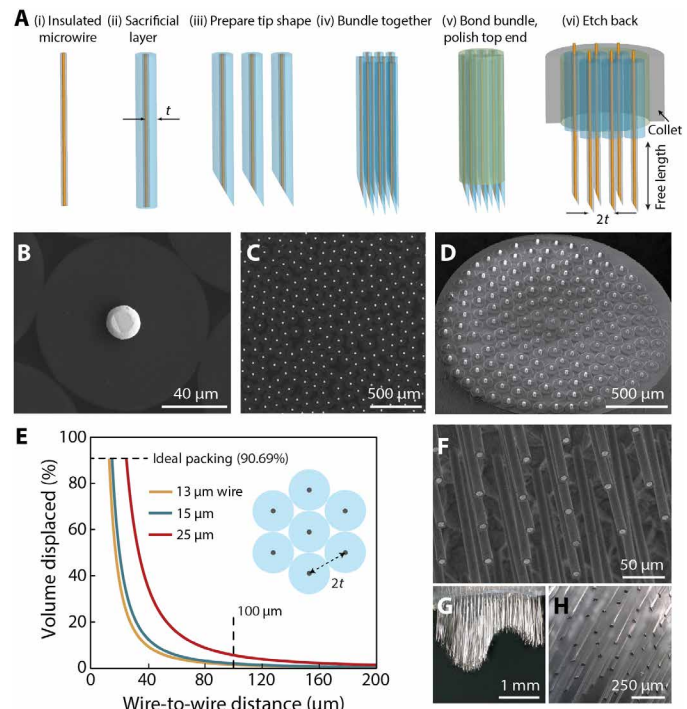 A
(i) Insulated
microwire
(ii) Sacrificial
layer
(iii) Prepare tip shape
(iv) Bundle together
(v) Bond bundle,
polish top end
(vi) Etch back
t
Collet
Free length
2t
B
40 µm
C
500 µm
D
500 µm
E
100
80
60
40
20
0
Volume displaced (%)
Ideal packing (90.69%)
13 µm wire
15 µm
25 µm
2t
100 µm
0
40
80
120
160
200
Wire-to-wire distance (µm)
F
50 µm
G
1 mm
H
250 µm